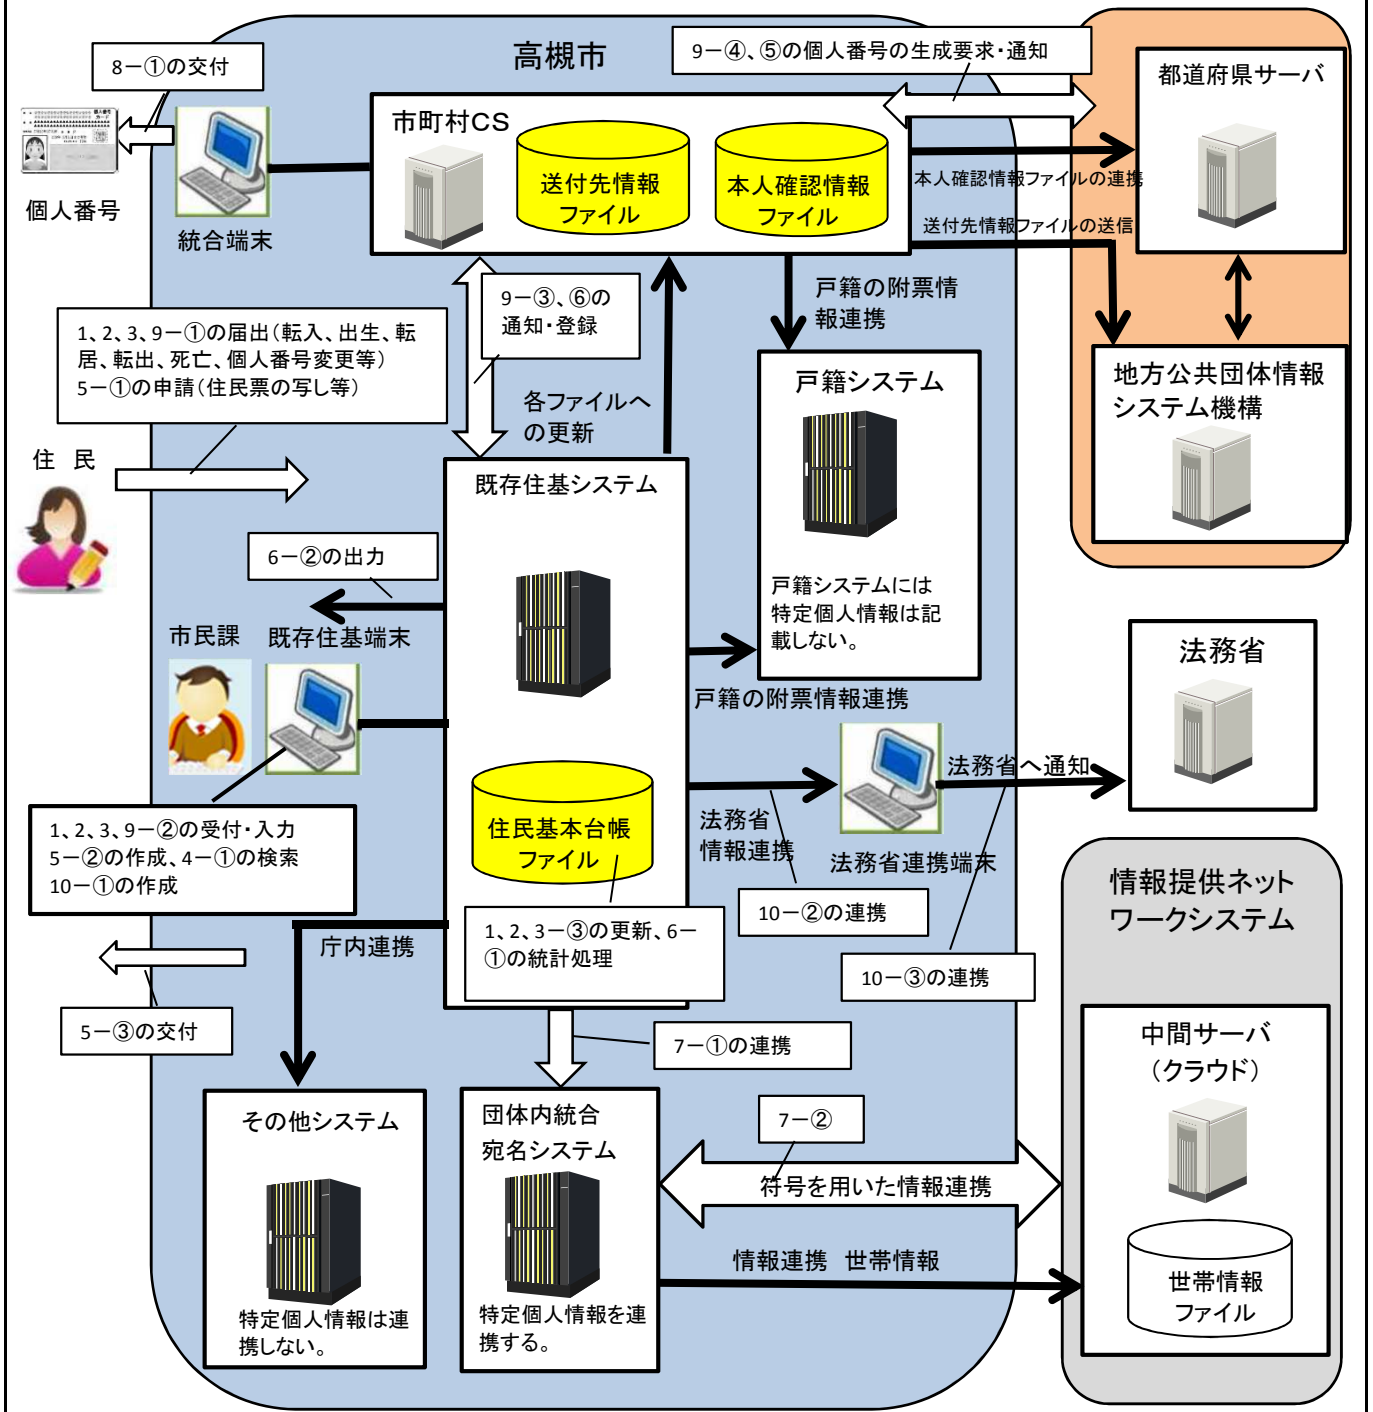 8－①の交付
高槻市
9－④、⑤の個人番号の生成要求・通知
都道府県サーバ
個人番号
カード
市町村CS
送付先情報
ファイル
本人確認情報
ファイル
本人確認情報ファイルの連携
個人番号
統合端末
送付先情報ファイルの送信
9－③、⑥の
通知・登録
戸籍の附票情
報連携
1、2、3、9－①の届出（転入、出生、転
居、転出、死亡、個人番号変更等）
5－①の申請（住民票の写し等）
各ファイルへ
の更新
戸籍システム
地方公共団体情報
システム機構
住　民
既存住基システム
6－②の出力
戸籍システムには
特定個人情報は記
載しない。
市民課
既存住基端末
法務省
戸籍の附票情報連携
法務省へ通知
住民基本台帳
ファイル
法務省
情報連携
法務省連携端末
1、2、3、9－②の受付・入力
5－②の作成、4－①の検索
10－①の作成
情報提供ネット
ワークシステム
10－②の連携
庁内連携
1、2、3－③の更新、6－
①の統計処理
10－③の連携
5－③の交付
7－①の連携
中間サーバ
（クラウド）
その他システム
団体内統合
宛名システム
7－②
符号を用いた情報連携
情報連携　世帯情報
世帯情報
ファイル
特定個人情報は連
携しない。
特定個人情報を連
携する。